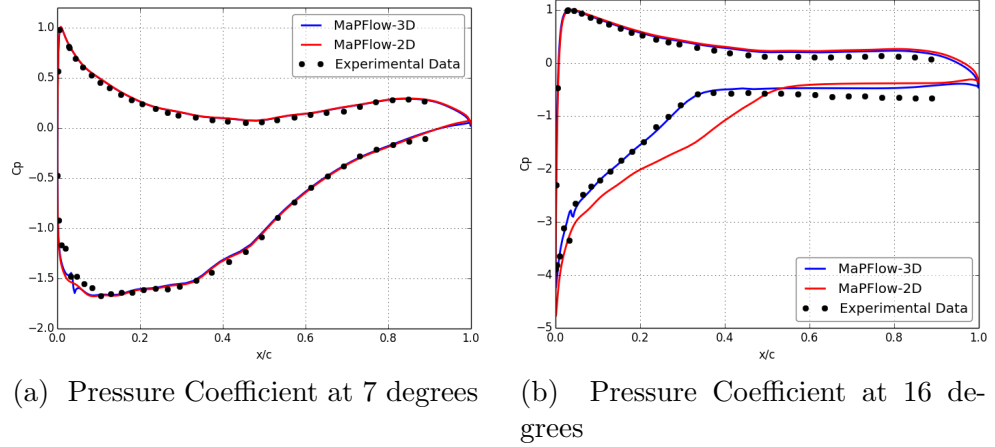 1.0
0.5
0.0
−0.5
−1.0
−1.5
−2.0
Cp
0.0 0.2 0.4 0.6 0.8 1.0
x/c
MaPFlow-3D
MaPFlow-2D
Experimental Data
(a) Pressure Coefficient at 7 degrees
1
0
−1
−2
−3
−4
−5
Cp
0.0 0.2 0.4 0.6 0.8 1.0
x/c
MaPFlow-3D
MaPFlow-2D
Experimental Data
(b) Pressure Coefficient at 16 de-
grees